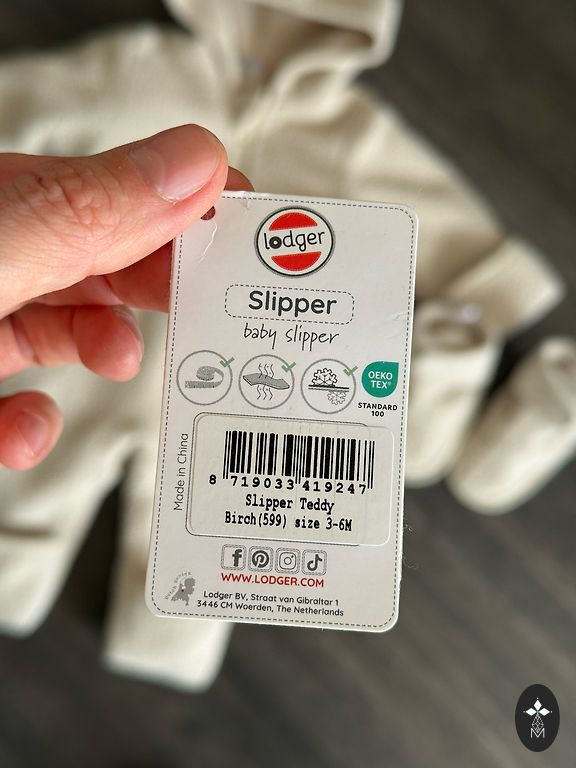 lodger
Slipper
baby slipper
OEKO
TEX®
STANDARD
100
Made in China
8 719033 419247
Slipper Teddy
Birch(599) size 3-6M
WWW.LODGER.COM
Lodger BV, Straat van Gibraltar 1
3446 CM Woerden, The Netherlands